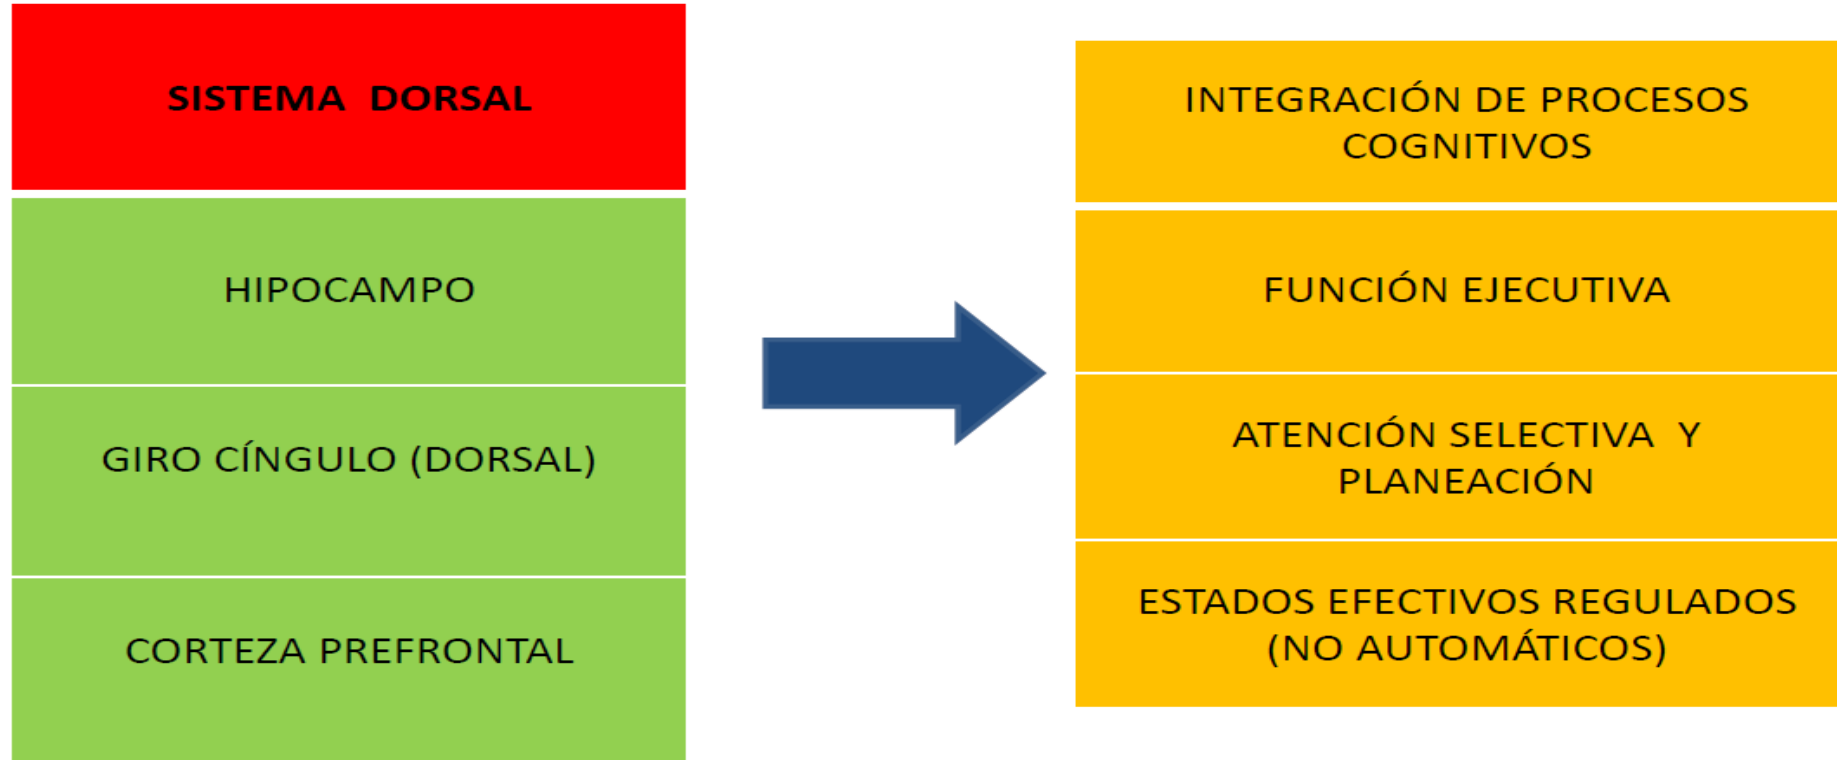 SISTEMA DORSAL
HIPOCAMPO
GIRO CÍNGULO (DORSAL)
CORTEZA PREFRONTAL
INTEGRACIÓN DE PROCESOS
COGNITIVOS
FUNCIÓN EJECUTIVA
ATENCIÓN SELECTIVA Y
PLANEACIÓN
ESTADOS EFECTIVOS REGULADOS
(NO AUTOMÁTICOS)